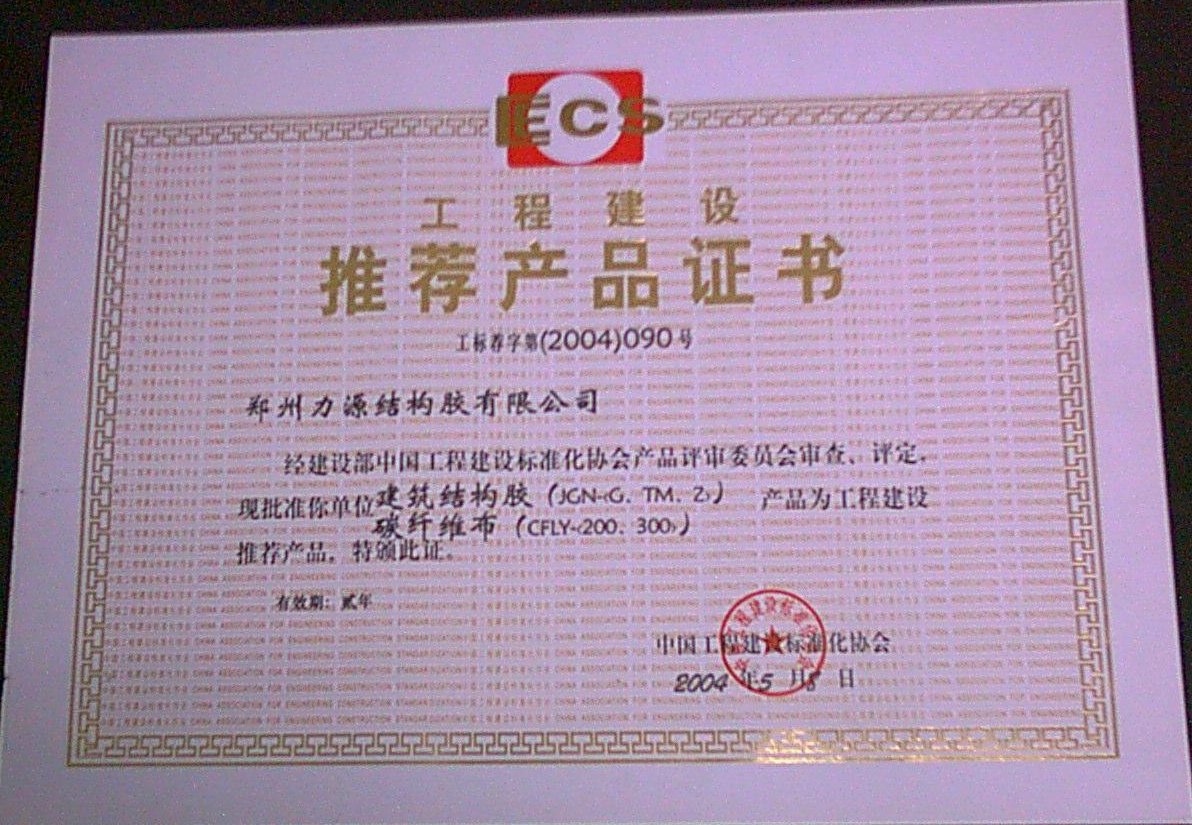 ECS
工程建设
推荐产品证书
工标荐字第(2004)090号
郑州力源结构胶有限公司
经建设部中国工程建设标准化协会产品评审委员会审查、评定,
现批准你单位建筑结构胶(JGN-<G、TM、Z>) 产品为工程建设
碳纤维布(CFLY-<200、300>)
推荐产品,特颁此证。
有效期:贰年
中国工程建设标准化协会
2004年5月8日